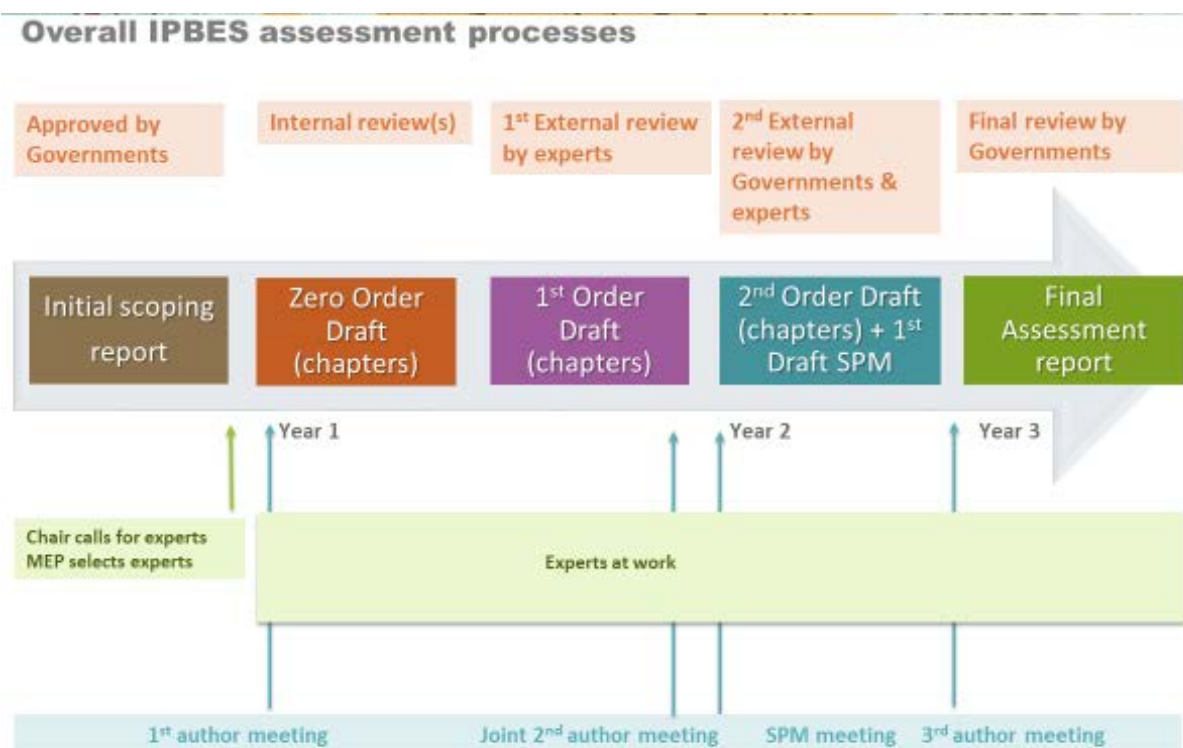 Overall IPBES assessment processes
Approved by
Governments
Internal review(s)
1st External review
by experts
2nd External
review by
Governments &
experts
Final review by
Governments
Initial scoping
report
Zero Order
Draft
(chapters)
1st Order
Draft
(chapters)
2nd Order Draft
(chapters) + 1st
Draft SPM
Final
Assessment
report
Year 1
Year 2
Year 3
Chair calls for experts
MEP selects experts
Experts at work
1st author meeting
Joint 2nd author meeting
SPM meeting
3rd author meeting